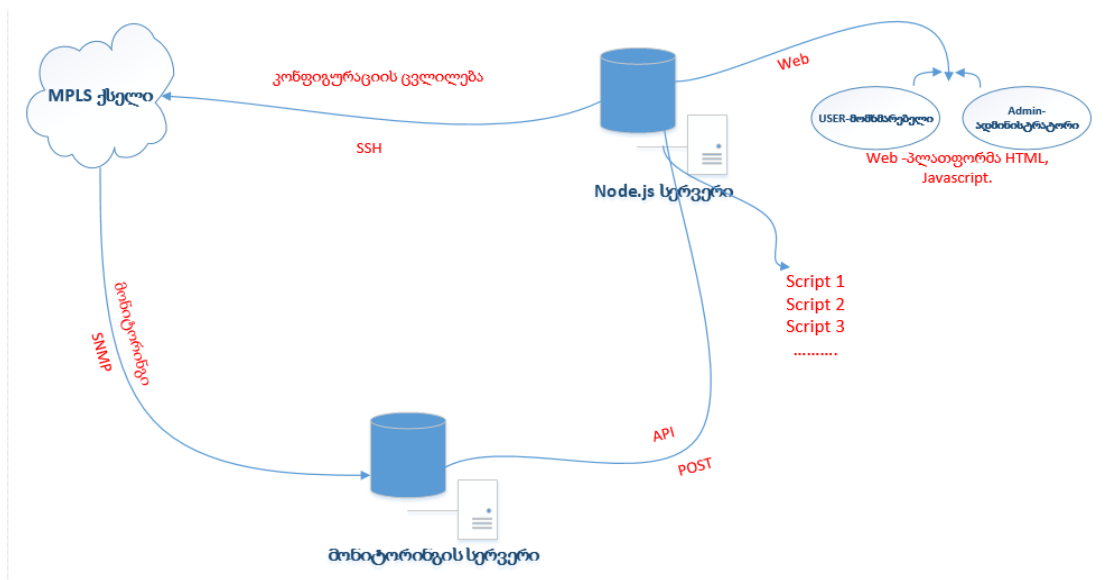 MPLS ქსელი
კონფიგურაციის ცვლილება
SSH
Web
USER-მომხმარებელი
Admin-
ადმინისტრატორი
Web -პლათფორმა HTML,
Javascript.
Node.js სერვერი
Script 1
Script 2
Script 3
..........
მონიტორინგი
SNMP
API
POST
მონიტორინგის სერვერი